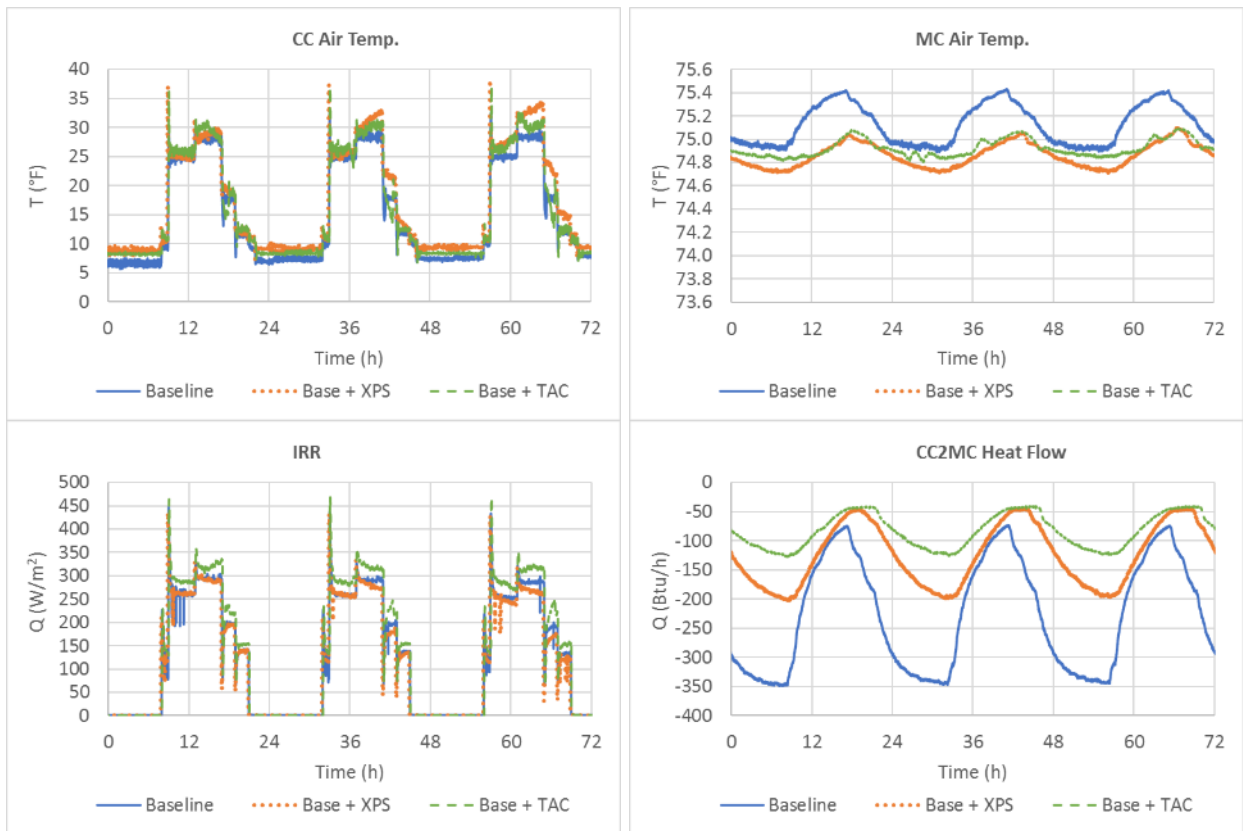 CC Air Temp.
40
35
30
25
20
15
10
5
0
T (°F)
0 12 24 36 48 60 72
Time (h)
Baseline Base + XPS Base + TAC
MC Air Temp.
75.6
75.4
75.2
75.0
74.8
74.6
74.4
74.2
74.0
73.8
73.6
T (°F)
0 12 24 36 48 60 72
Time (h)
Baseline Base + XPS Base + TAC
IRR
500
450
400
350
300
250
200
150
100
50
0
Q (W/m²)
0 12 24 36 48 60 72
Time (h)
Baseline Base + XPS Base + TAC
CC2MC Heat Flow
0
-50
-100
-150
-200
-250
-300
-350
-400
Q (Btu/h)
0 12 24 36 48 60 72
Time (h)
Baseline Base + XPS Base + TAC